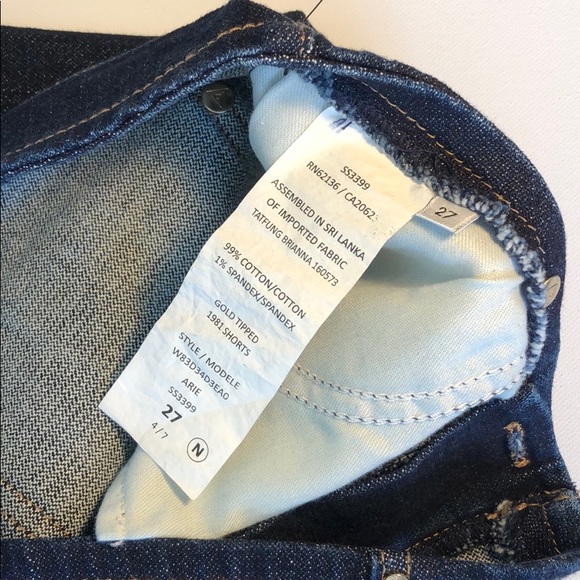 SS3399
RN62136 / CA2062
ASSEMBLED IN SRI LANKA
OF IMPORTED FABRIC
TATFUNG BRIANNA 160573
99% COTTON/COTTON
1% SPANDEX/SPANDEX
GOLD TIPPED
1981 SHORTS
STYLE / MODELE
W83D34D3EA0
ARIE
SS3399
27
4 / 7
N
27